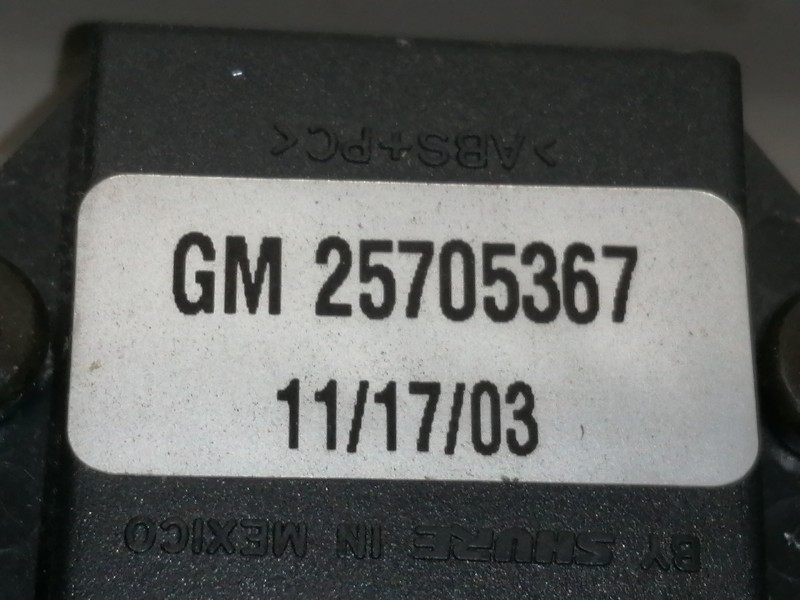 >ABS+PC<
GM 25705367
11/17/03
BY SHURE IN MEXICO